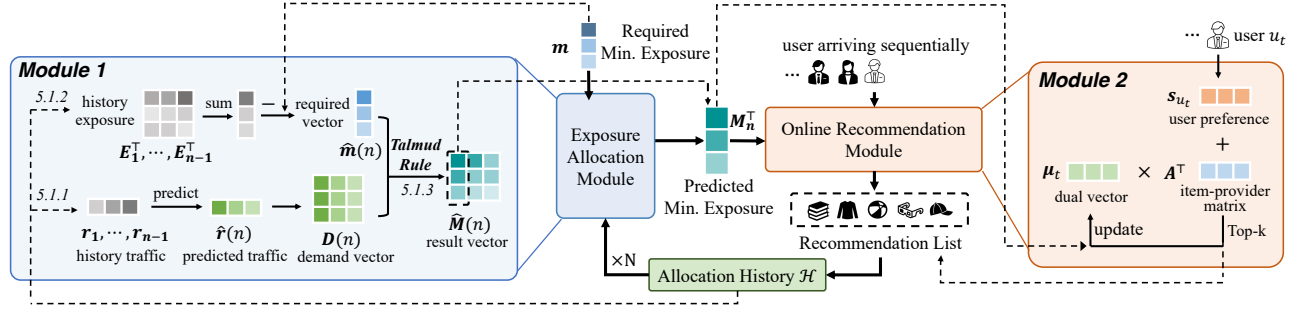 Module 1
5.1.2
history
exposure
sum
−
required
vector
E₁ᵀ, ⋯, Eₙ₋₁ᵀ
m̂(n)
Talmud
Rule
5.1.3
5.1.1
predict
r₁, ⋯, rₙ₋₁
history traffic
r̂(n)
predicted traffic
D(n)
demand vector
M̂(n)
result vector
m
Required
Min. Exposure
Exposure
Allocation
Module
Mₙᵀ
Predicted
Min. Exposure
×N
Allocation History ℋ
user arriving sequentially
⋯
Online Recommendation
Module
Recommendation List
⋯ user uₜ
Module 2
s_{uₜ}
user preference
+
μₜ
dual vector
×
Aᵀ
item-provider
matrix
update
Top-k